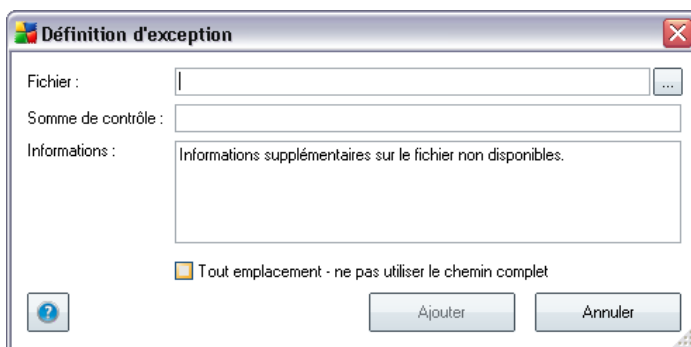 Définition d'exception
Fichier :
...
Somme de contrôle :
Informations :
Informations supplémentaires sur le fichier non disponibles.
Tout emplacement - ne pas utiliser le chemin complet
?
Ajouter
Annuler